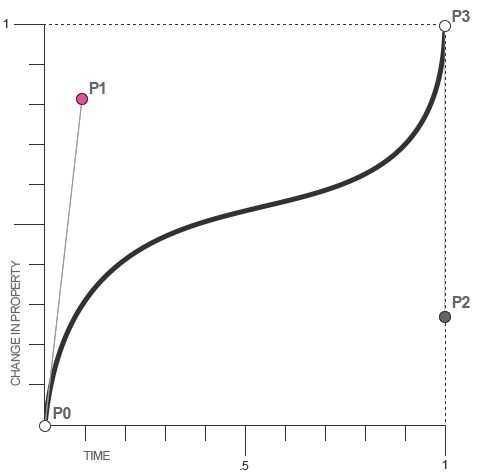 P3
1
P1
P2
CHANGE IN PROPERTY
P0
TIME
.5
1